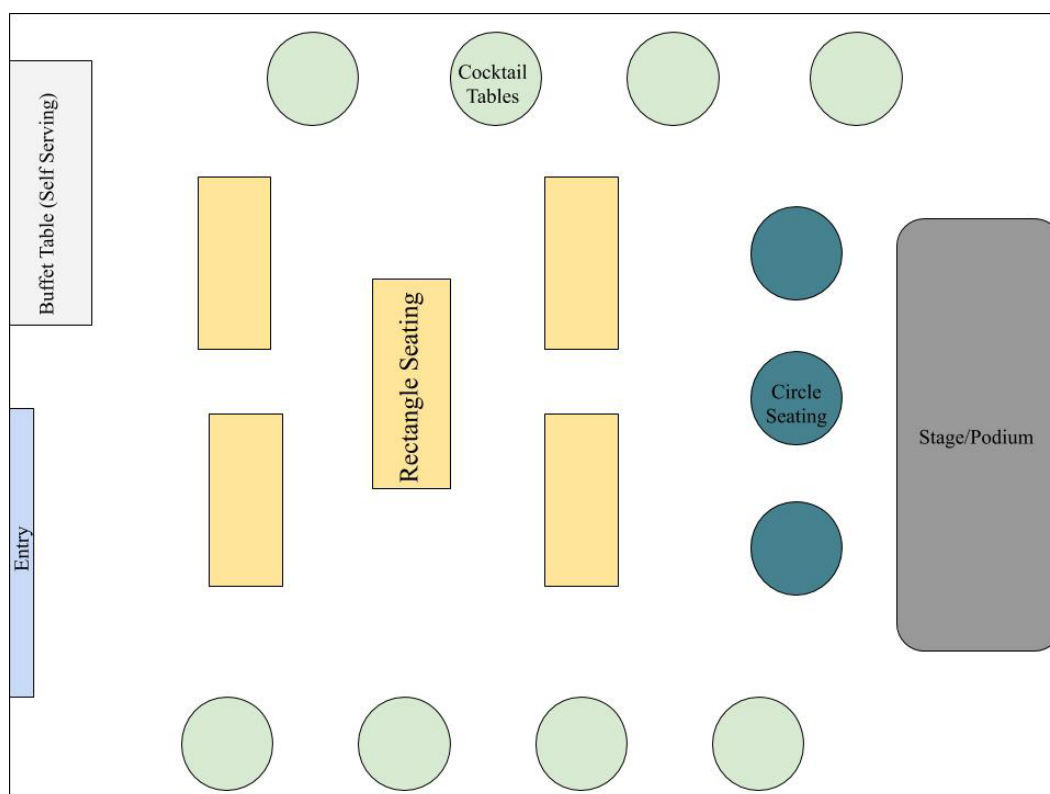 Cocktail
Tables
Buffet Table (Self Serving)
Rectangle Seating
Circle
Seating
Stage/Podium
Entry